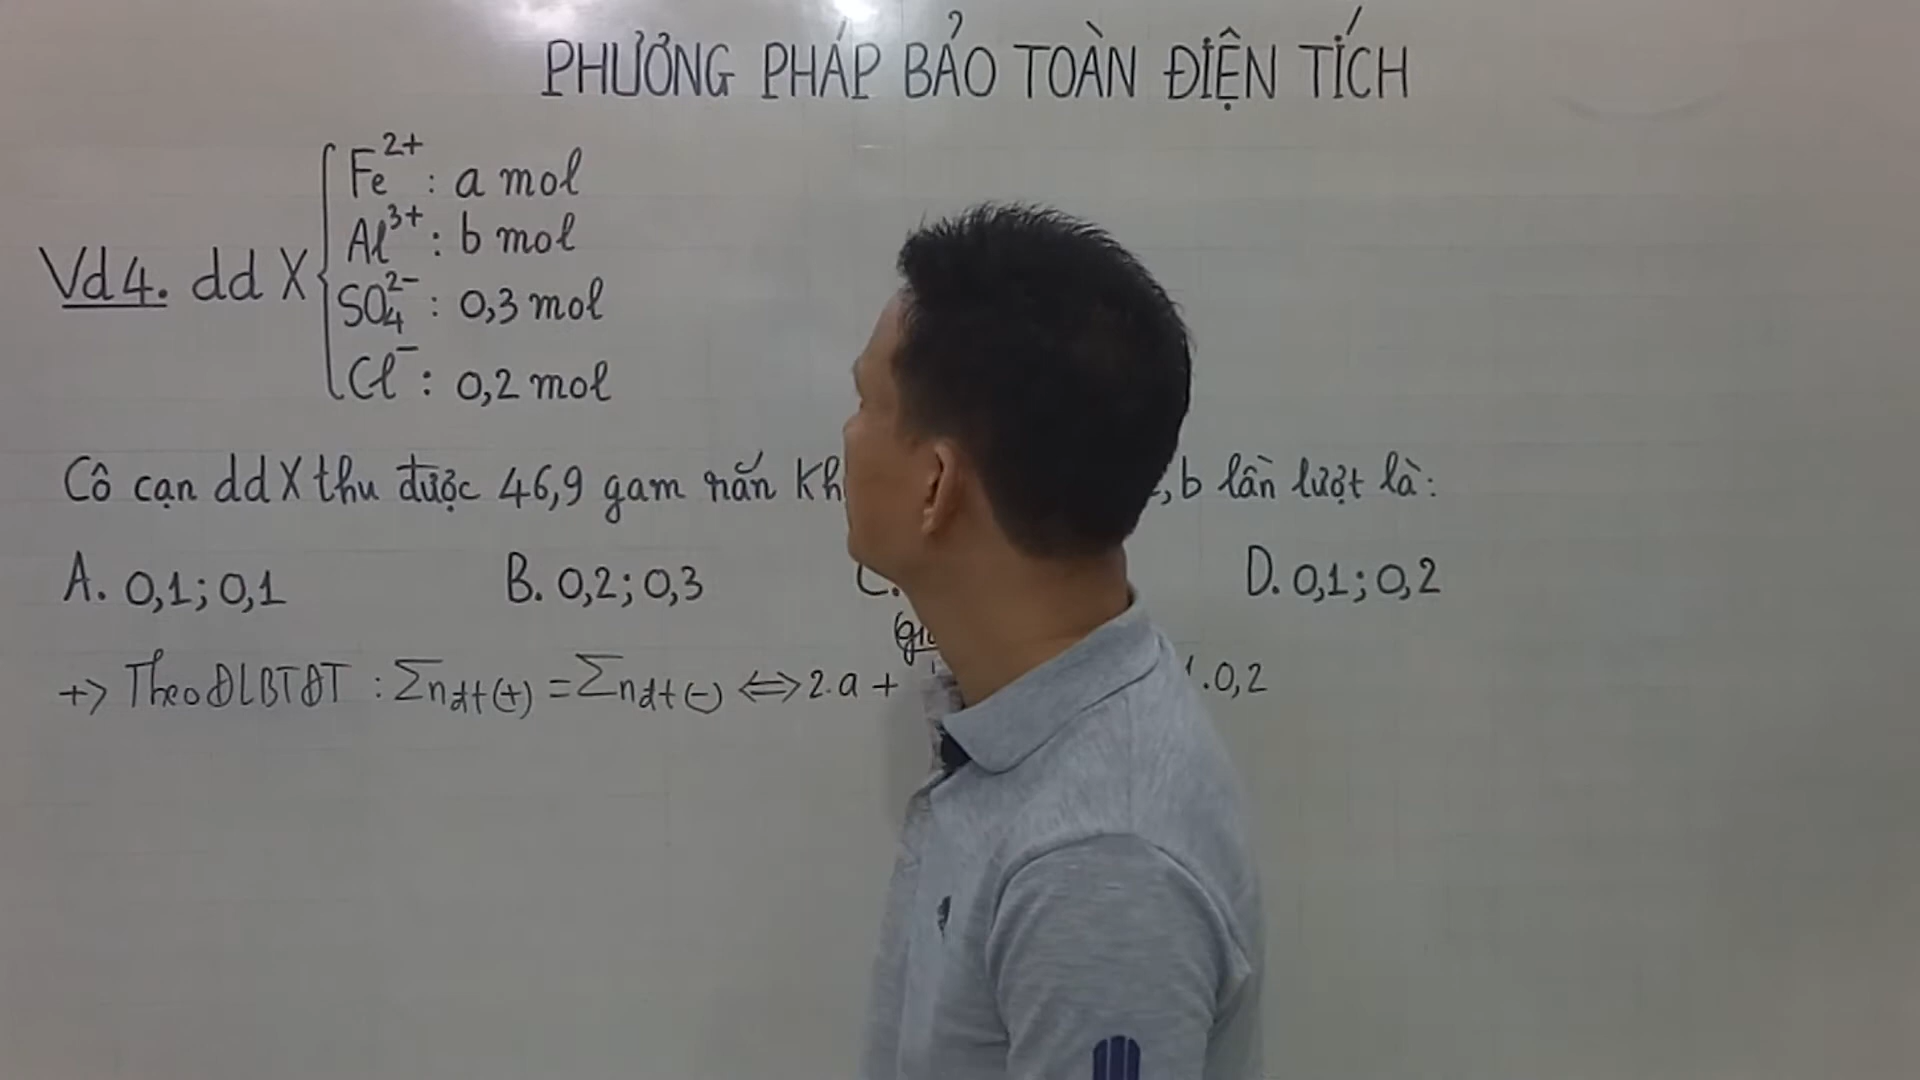 PHƯƠNG PHÁP BẢO TOÀN ĐIỆN TÍCH
Fe²⁺ : a mol
Al³⁺ : b mol
Vd4. dd X
SO₄²⁻ : 0,3 mol
Cl⁻ : 0,2 mol
Cô cạn dd X thu được 46,9 gam rắn b lần lượt là:
A. 0,1; 0,1 B. 0,2; 0,3 C. D. 0,1; 0,2
+> Theo ĐLBTĐT : Σnđt(+) = Σnđt(-) ⇔ 2.a + .0,2